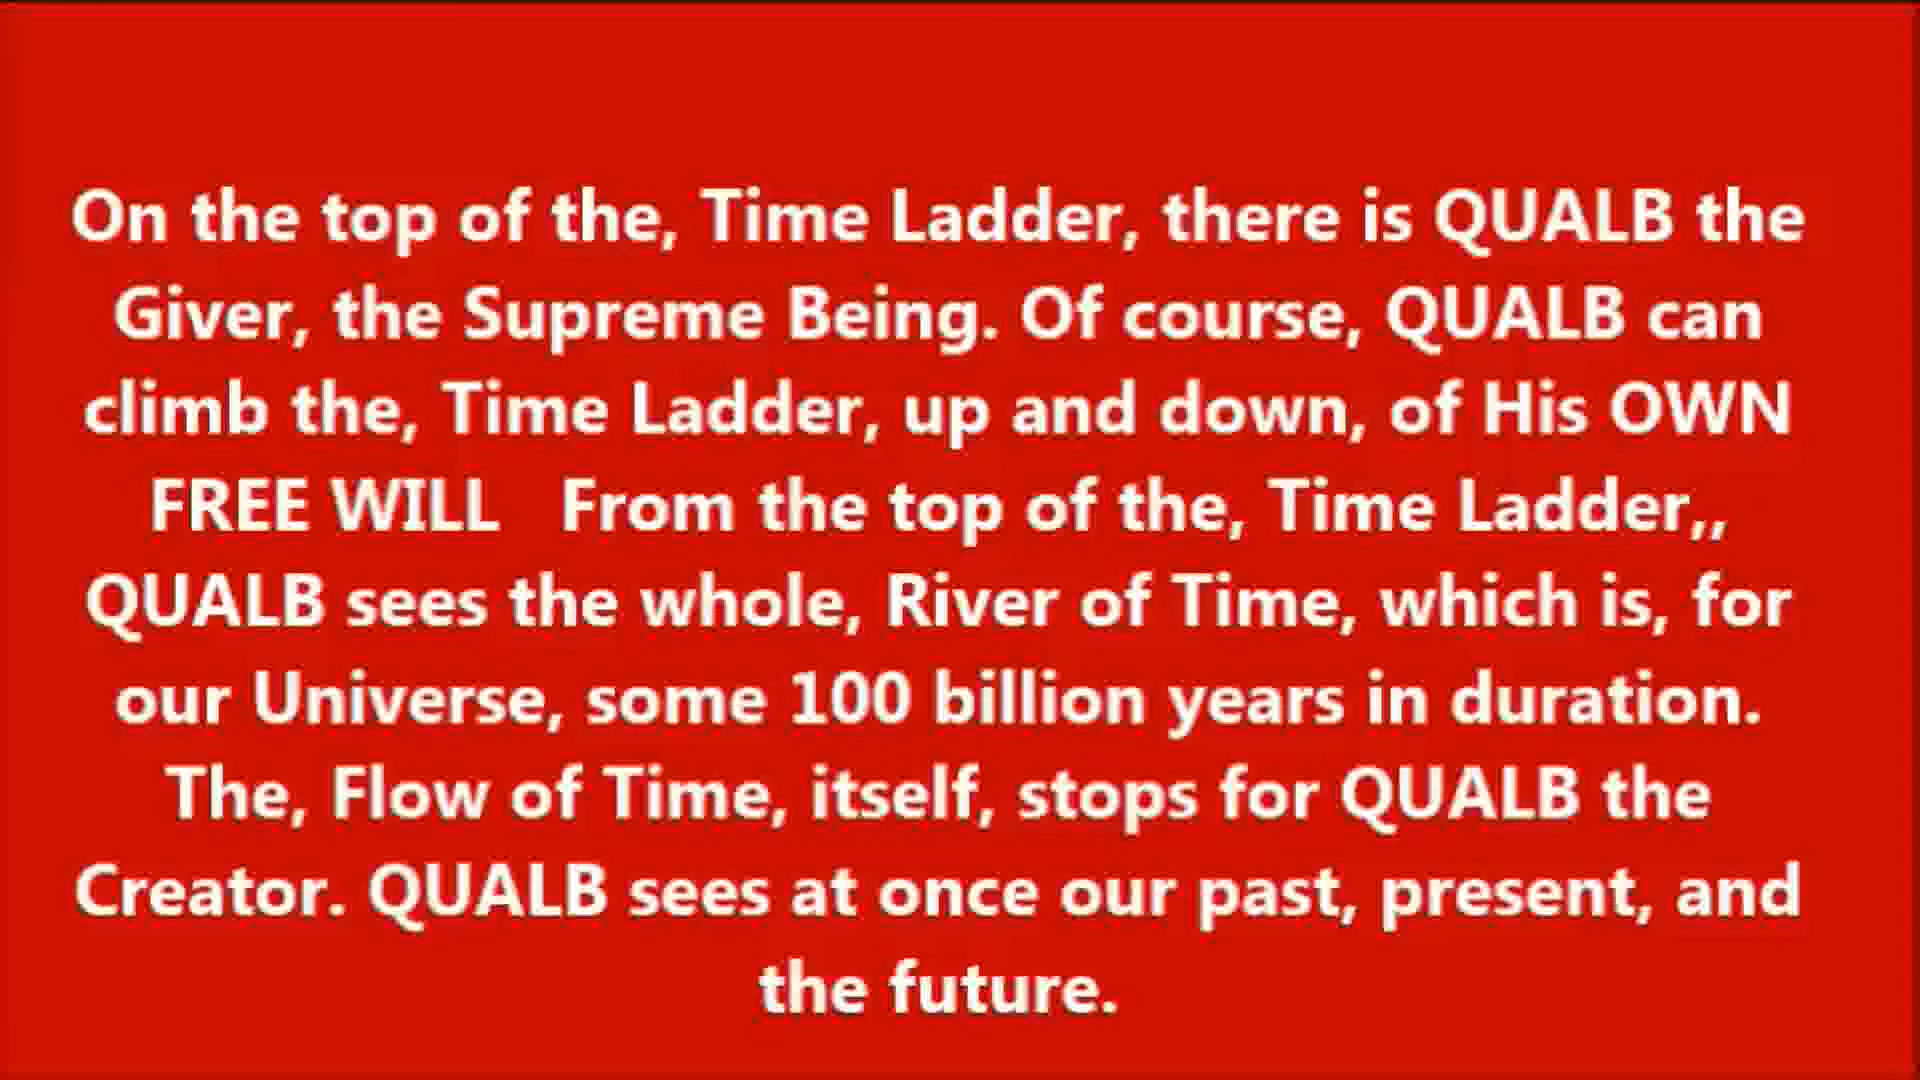 On the top of the, Time Ladder, there is QUALB the
Giver, the Supreme Being. Of course, QUALB can
climb the, Time Ladder, up and down, of His OWN
FREE WILL   From the top of the, Time Ladder,,
QUALB sees the whole, River of Time, which is, for
our Universe, some 100 billion years in duration.
The, Flow of Time, itself, stops for QUALB the
Creator. QUALB sees at once our past, present, and
the future.